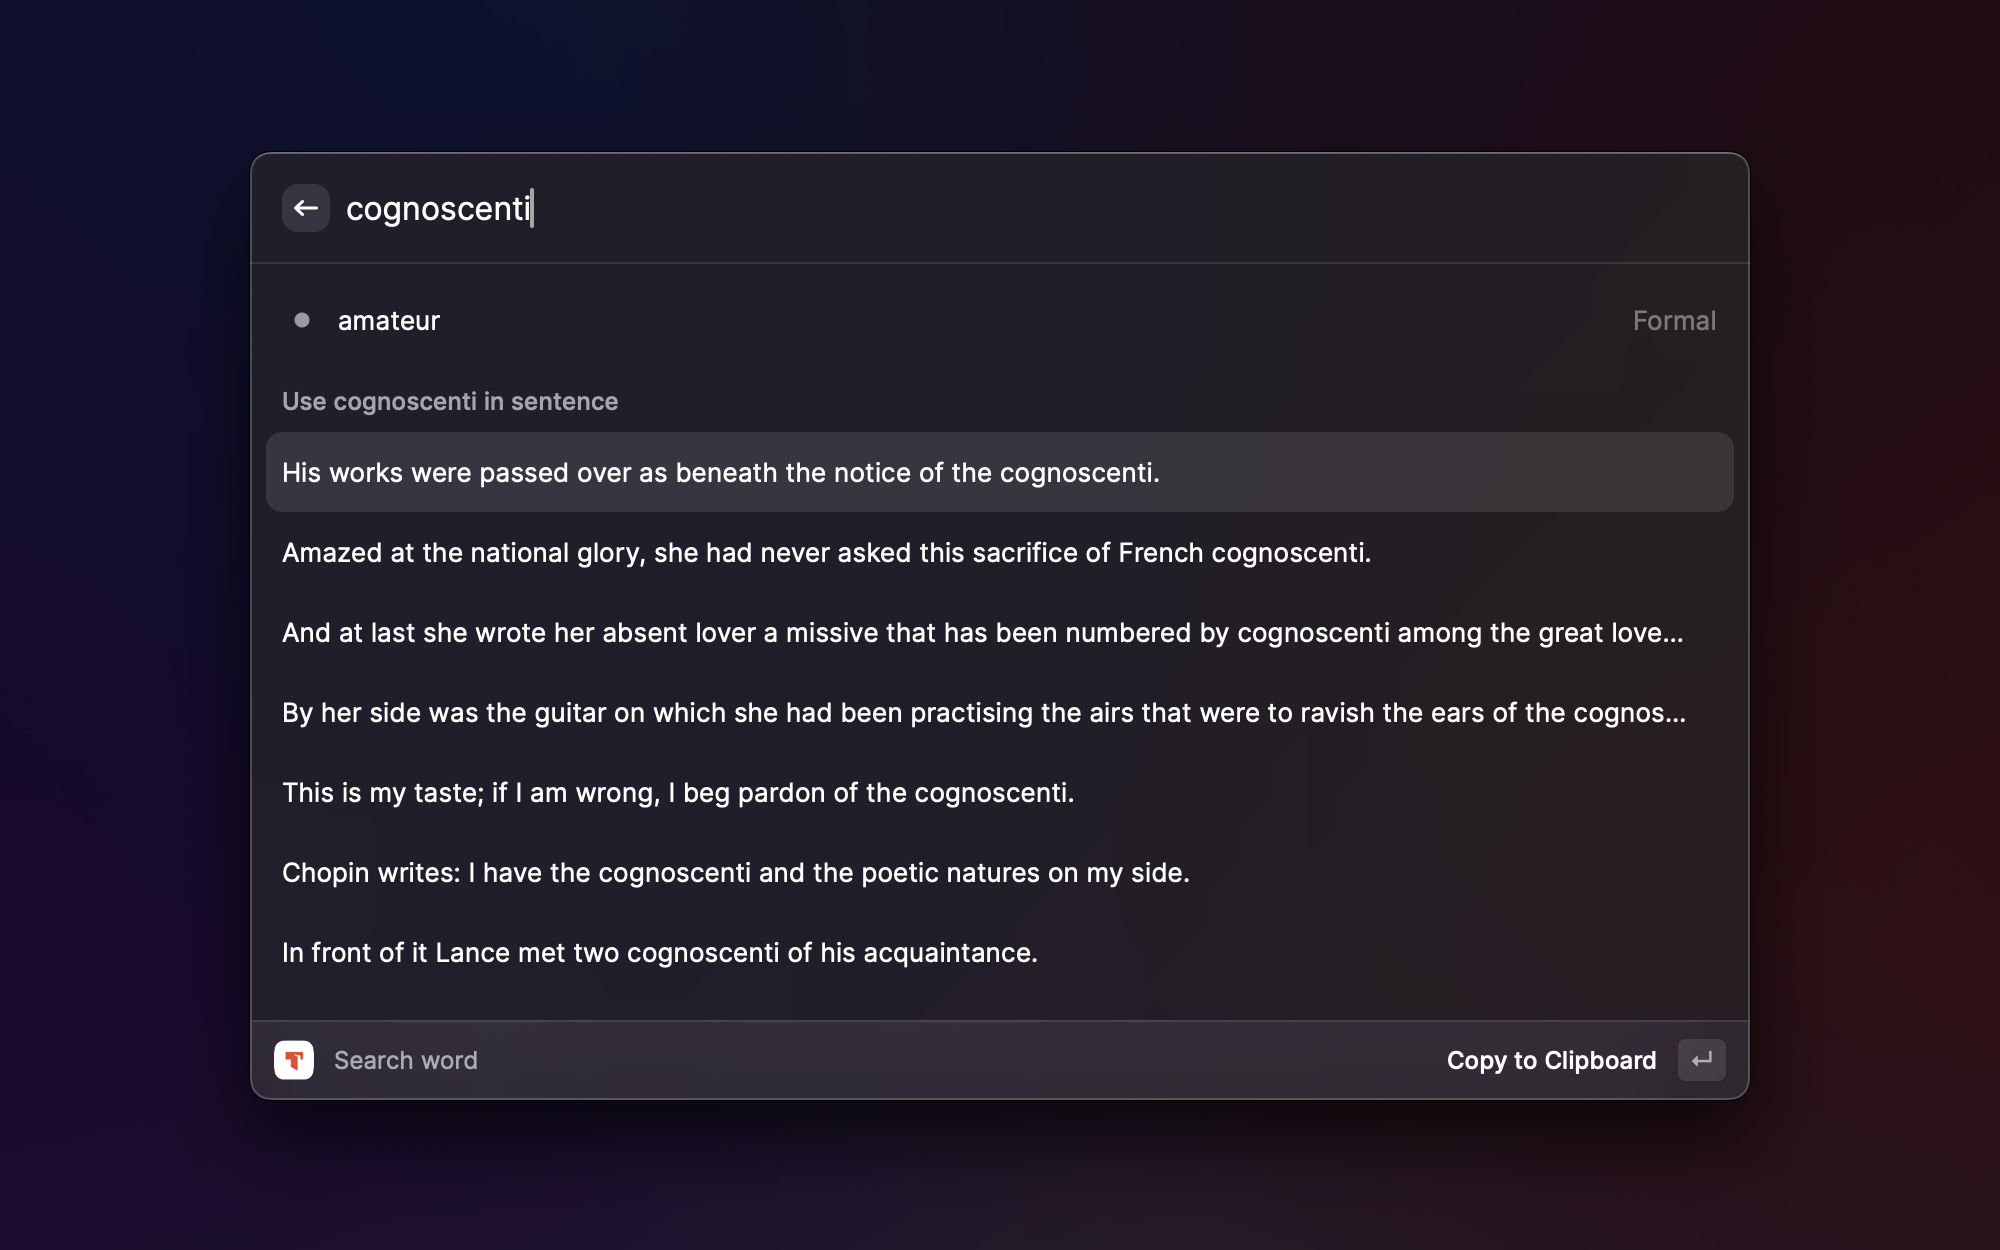 cognoscenti
amateur
Formal
Use cognoscenti in sentence
His works were passed over as beneath the notice of the cognoscenti.
Amazed at the national glory, she had never asked this sacrifice of French cognoscenti.
And at last she wrote her absent lover a missive that has been numbered by cognoscenti among the great love...
By her side was the guitar on which she had been practising the airs that were to ravish the ears of the cognos...
This is my taste; if I am wrong, I beg pardon of the cognoscenti.
Chopin writes: I have the cognoscenti and the poetic natures on my side.
In front of it Lance met two cognoscenti of his acquaintance.
Search word
Copy to Clipboard